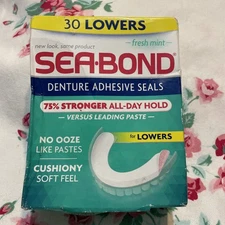 30 LOWERS
new look, same product
fresh mint
SEA·BOND
DENTURE ADHESIVE SEALS
75% STRONGER ALL-DAY HOLD
— VERSUS LEADING PASTE —
NO OOZE
LIKE PASTES
for LOWERS
CUSHIONY
SOFT FEEL